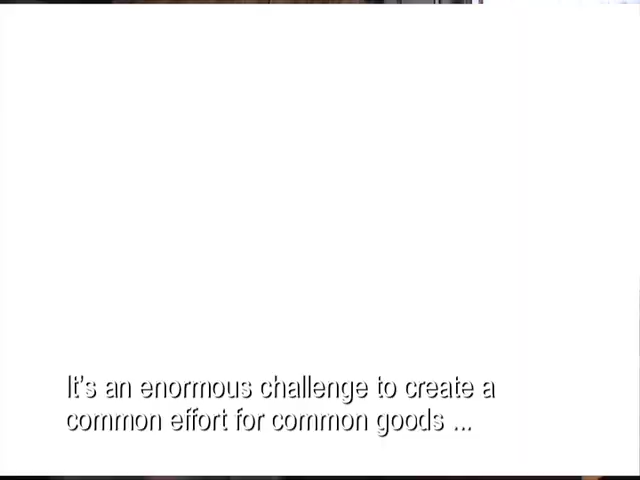 It's an enormous challenge to create a
common effort for common goods ...